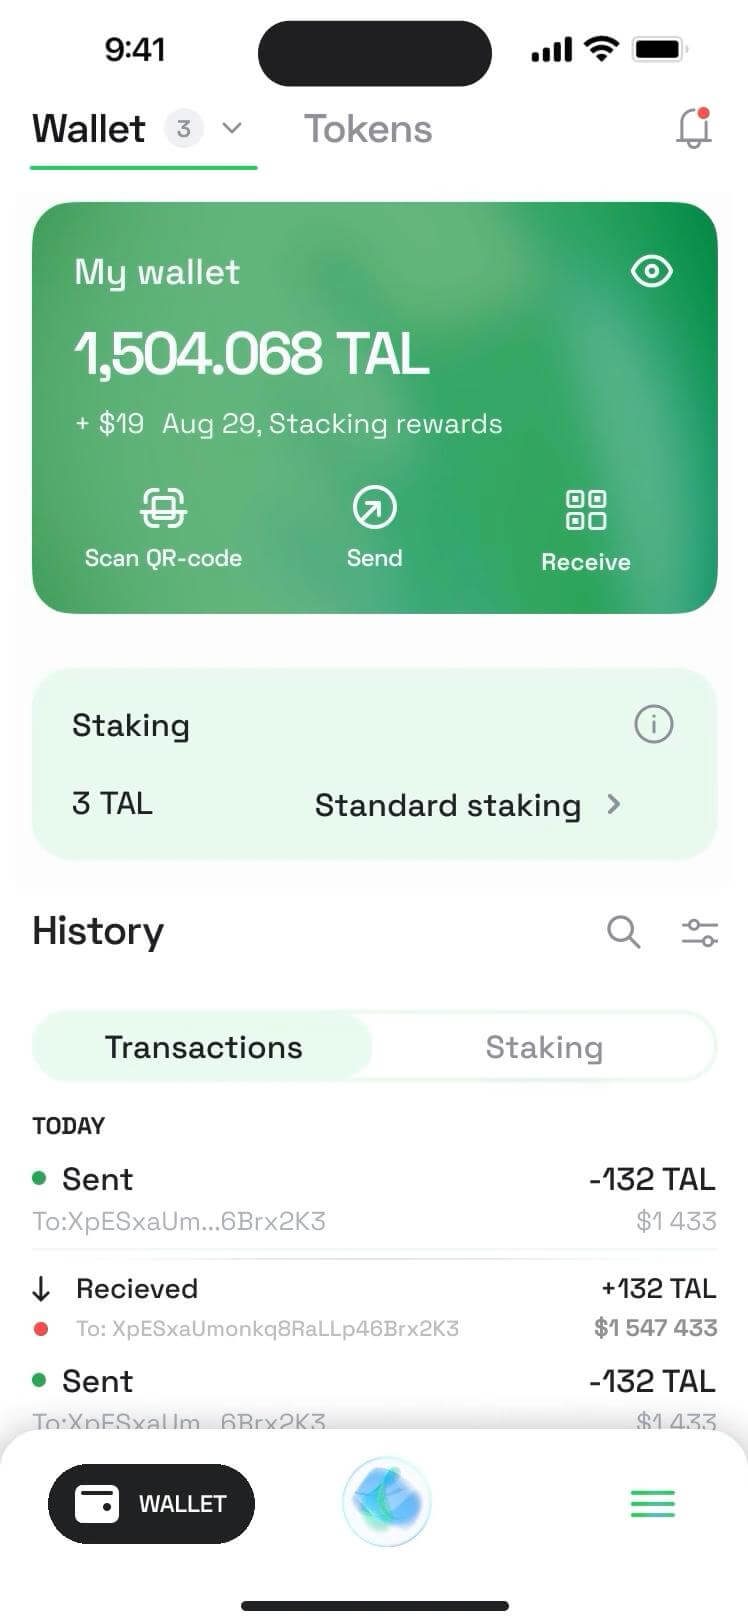 9:41
Wallet 3 Tokens
My wallet
1,504.068 TAL
+ $19 Aug 29, Stacking rewards
Scan QR-code Send Receive
Staking
3 TAL Standard staking
History
Transactions Staking
TODAY
Sent -132 TAL
To:XpESxaUm...6Brx2K3 $1 433
Recieved +132 TAL
To: XpESxaUmonkq8RaLLp46Brx2K3 $1 547 433
Sent -132 TAL
To:XpESxaUm...6Brx2K3 $1 433
WALLET